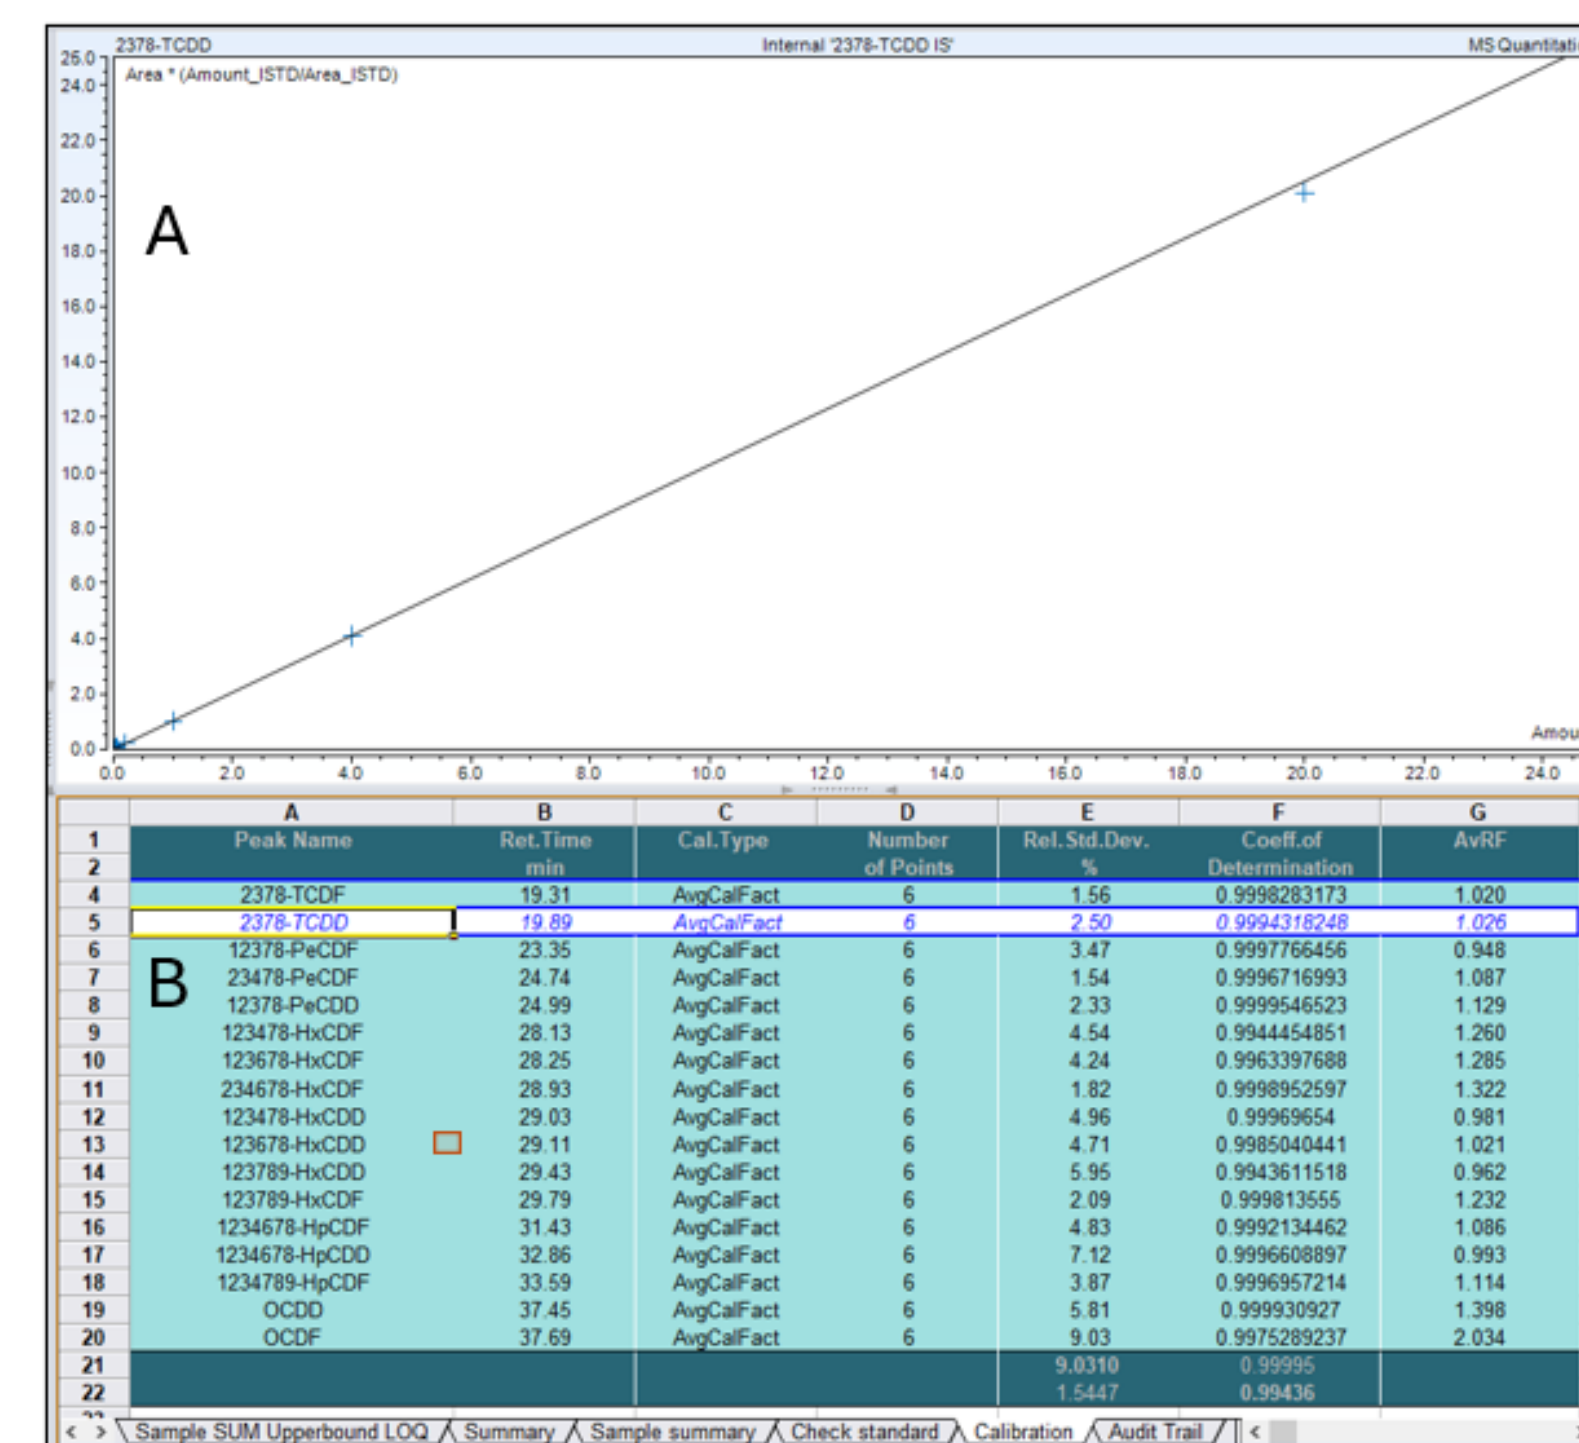 2378-TCDD Internal '2378-TCDD IS' MS Quantitati
Area * (Amount_ISTD/Area_ISTD)
26.0
24.0
22.0
20.0
A
18.0
16.0
14.0
12.0
10.0
8.0
6.0
4.0
2.0
0.0
Amou
0.0 2.0 4.0 6.0 8.0 10.0 12.0 14.0 16.0 18.0 20.0 22.0 24.0
A B C D E F G
1 Peak Name Ret.Time Cal.Type Number Rel.Std.Dev. Coeff.of AvRF
2 min of Points % Determination
4 2378-TCDF 19.31 AvgCalFact 6 1.56 0.9998283173 1.020
5 2378-TCDD 19.89 AvgCalFact 6 2.50 0.9994318248 1.026
6 12378-PeCDF 23.35 AvgCalFact 6 3.47 0.9997766456 0.948
B
7 23478-PeCDF 24.74 AvgCalFact 6 1.54 0.9996716993 1.087
8 12378-PeCDD 24.99 AvgCalFact 6 2.33 0.9999546523 1.129
9 123478-HxCDF 28.13 AvgCalFact 6 4.54 0.9944454851 1.260
10 123678-HxCDF 28.25 AvgCalFact 6 4.24 0.9963397688 1.285
11 234678-HxCDF 28.93 AvgCalFact 6 1.82 0.9998952597 1.322
12 123478-HxCDD 29.03 AvgCalFact 6 4.96 0.99969654 0.981
13 123678-HxCDD 29.11 AvgCalFact 6 4.71 0.9985040441 1.021
14 123789-HxCDD 29.43 AvgCalFact 6 5.95 0.9943611518 0.962
15 123789-HxCDF 29.79 AvgCalFact 6 2.09 0.999813555 1.232
16 1234678-HpCDF 31.43 AvgCalFact 6 4.83 0.9992134462 1.086
17 1234678-HpCDD 32.86 AvgCalFact 6 7.12 0.9996608897 0.993
18 1234789-HpCDF 33.59 AvgCalFact 6 3.87 0.9996957214 1.114
19 OCDD 37.45 AvgCalFact 6 5.81 0.999930927 1.398
20 OCDF 37.69 AvgCalFact 6 9.03 0.9975289237 2.034
21 9.0310 0.99995
22 1.5447 0.99436
< > Sample SUM Upperbound LOQ Summary Sample summary Check standard Calibration Audit Trail <